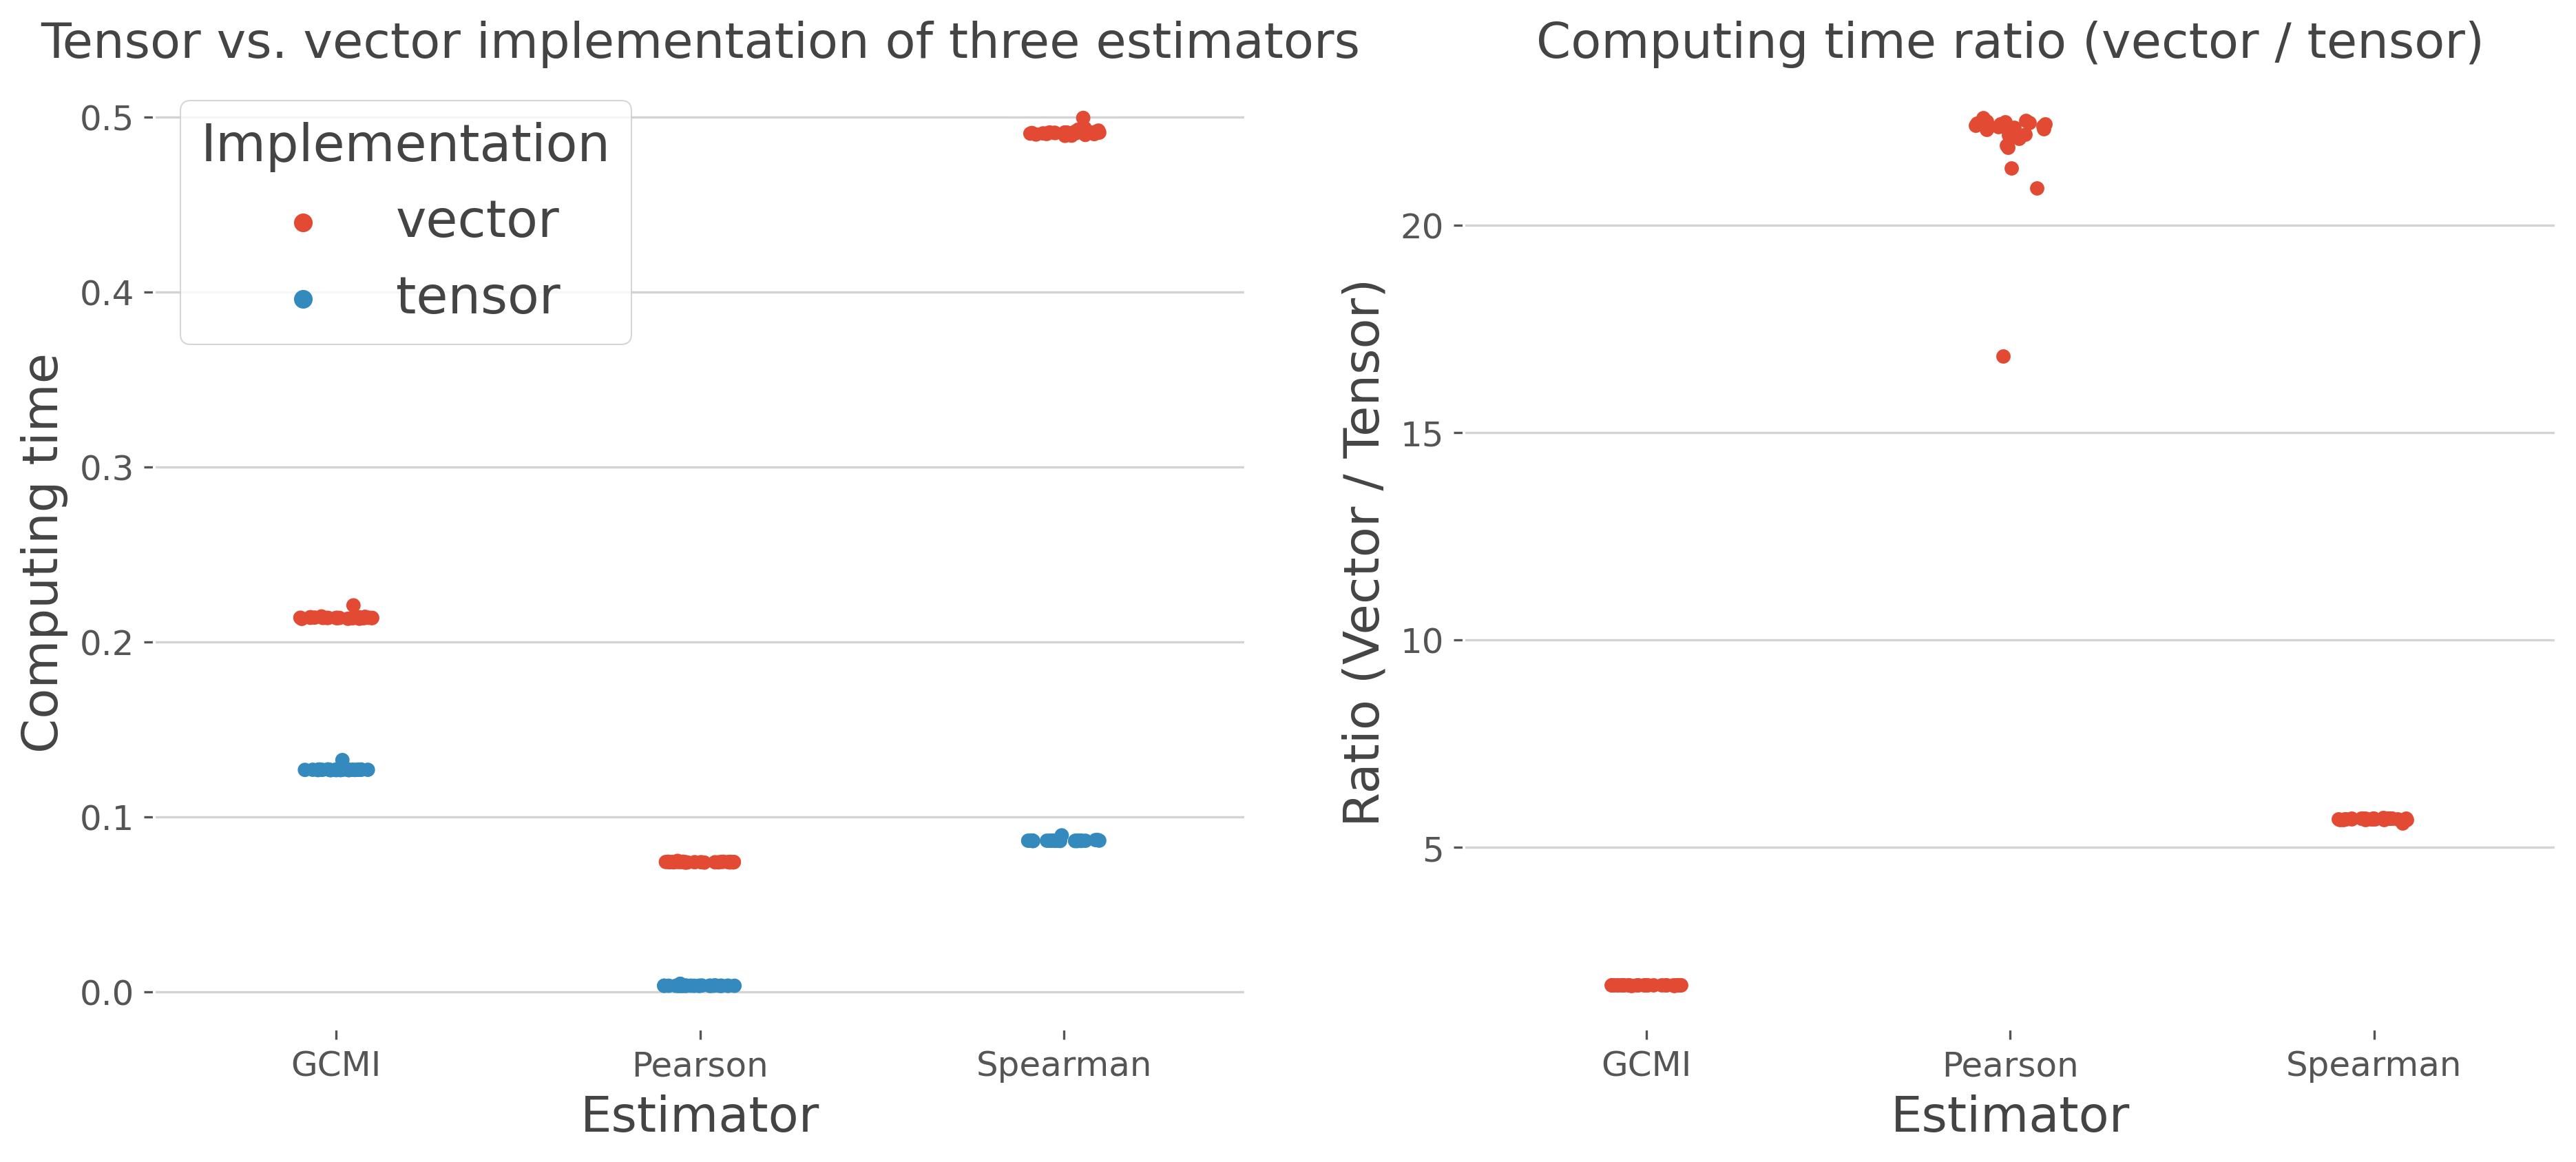 Tensor vs. vector implementation of three estimators
Implementation
vector
tensor
Computing time
0.5
0.4
0.3
0.2
0.1
0.0
GCMI
Pearson
Spearman
Estimator
Computing time ratio (vector / tensor)
Ratio (Vector / Tensor)
20
15
10
5
GCMI
Pearson
Spearman
Estimator